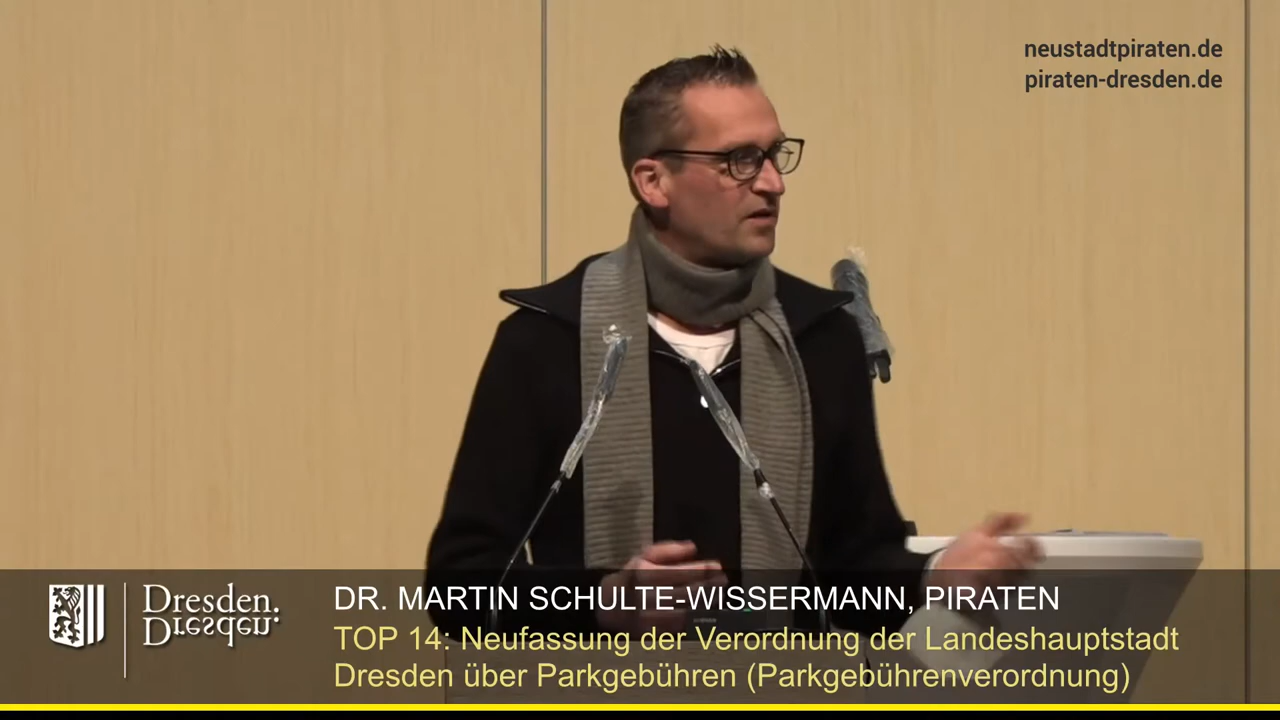 neustadtpiraten.de
piraten-dresden.de
Dresden.
Dresden.
DR. MARTIN SCHULTE-WISSERMANN, PIRATEN
TOP 14: Neufassung der Verordnung der Landeshauptstadt
Dresden über Parkgebühren (Parkgebührenverordnung)